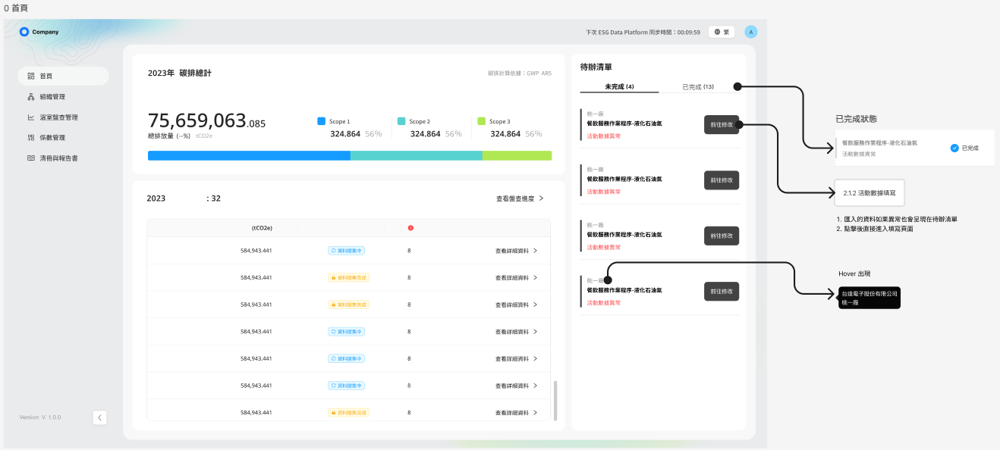 0 首頁
Company
下次 ESG Data Platform 同步時間：00:09:59
繁
A
首頁
組織管理
溫室盤查管理
係數管理
清冊與報告書
Version: V. 1.0.0
2023年 碳排總計
碳排計算依據：GWP AR5
75,659,063.085
總排放量 (--%) tCO2e
Scope 1
324.864 56%
Scope 2
324.864 56%
Scope 3
324.864 56%
2023 : 32
查看盤查進度
(tCO2e)
584,943.441 資料搜集中 8 查看詳細資料
584,943.441 資料搜集完成 8 查看詳細資料
584,943.441 資料搜集完成 8 查看詳細資料
584,943.441 資料搜集中 8 查看詳細資料
584,943.441 資料搜集中 8 查看詳細資料
584,943.441 資料搜集中 8 查看詳細資料
584,943.441 資料搜集完成 8 查看詳細資料
待辦清單
未完成 (4) 已完成 (13)
桃一廠
餐飲服務作業程序-液化石油氣
活動數據異常
前往修改
桃一廠
餐飲服務作業程序-液化石油氣
活動數據異常
前往修改
桃一廠
餐飲服務作業程序-液化石油氣
活動數據異常
前往修改
桃一廠
餐飲服務作業程序-液化石油氣
活動數據異常
前往修改
已完成狀態
餐飲服務作業程序-液化石油氣
活動數據異常
已完成
2.1.2 活動數據填寫
1. 匯入的資料如果異常也會呈現在待辦清單
2. 點擊後直接進入填寫頁面
Hover 出現
台達電子股份有限公司
桃一廠